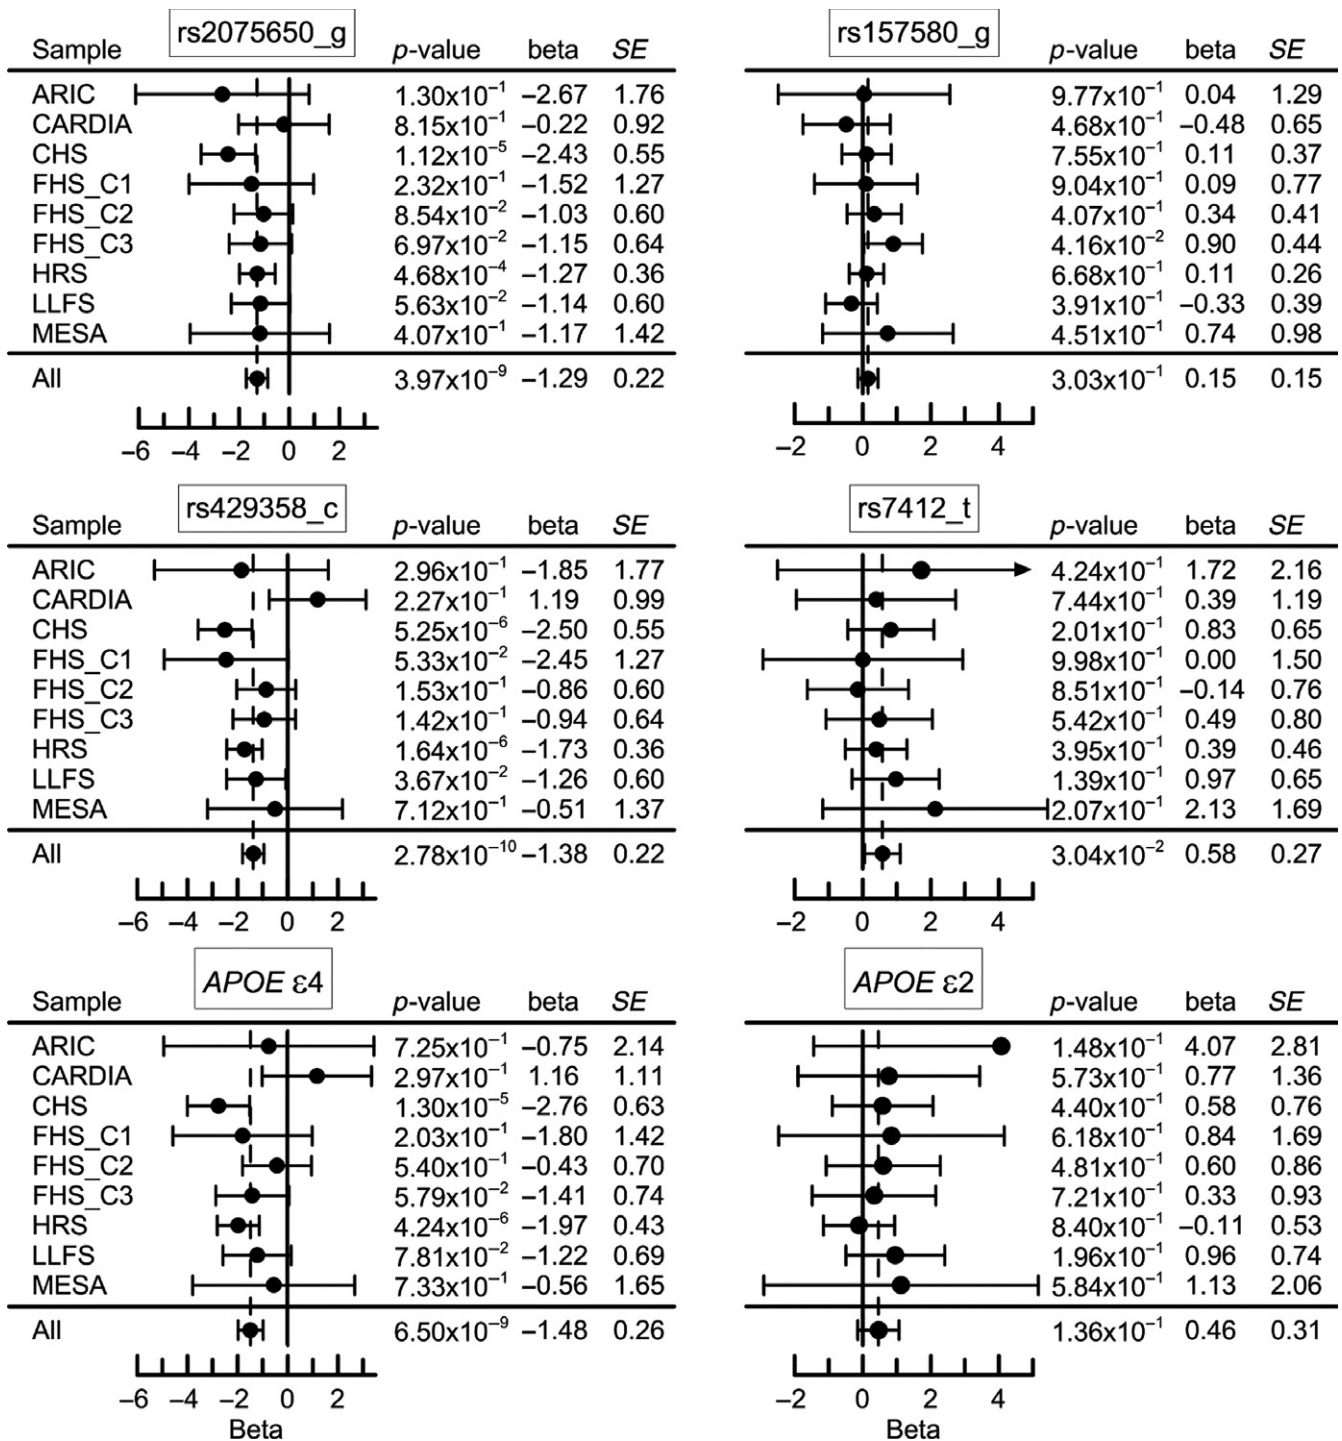 rs2075650_g
Sample p-value beta SE
ARIC 1.30x10⁻¹ −2.67 1.76
CARDIA 8.15x10⁻¹ −0.22 0.92
CHS 1.12x10⁻⁵ −2.43 0.55
FHS_C1 2.32x10⁻¹ −1.52 1.27
FHS_C2 8.54x10⁻² −1.03 0.60
FHS_C3 6.97x10⁻² −1.15 0.64
HRS 4.68x10⁻⁴ −1.27 0.36
LLFS 5.63x10⁻² −1.14 0.60
MESA 4.07x10⁻¹ −1.17 1.42
All 3.97x10⁻⁹ −1.29 0.22
−6 −4 −2 0 2
rs157580_g
p-value beta SE
9.77x10⁻¹ 0.04 1.29
4.68x10⁻¹ −0.48 0.65
7.55x10⁻¹ 0.11 0.37
9.04x10⁻¹ 0.09 0.77
4.07x10⁻¹ 0.34 0.41
4.16x10⁻² 0.90 0.44
6.68x10⁻¹ 0.11 0.26
3.91x10⁻¹ −0.33 0.39
4.51x10⁻¹ 0.74 0.98
3.03x10⁻¹ 0.15 0.15
−2 0 2 4
rs429358_c
Sample p-value beta SE
ARIC 2.96x10⁻¹ −1.85 1.77
CARDIA 2.27x10⁻¹ 1.19 0.99
CHS 5.25x10⁻⁶ −2.50 0.55
FHS_C1 5.33x10⁻² −2.45 1.27
FHS_C2 1.53x10⁻¹ −0.86 0.60
FHS_C3 1.42x10⁻¹ −0.94 0.64
HRS 1.64x10⁻⁶ −1.73 0.36
LLFS 3.67x10⁻² −1.26 0.60
MESA 7.12x10⁻¹ −0.51 1.37
All 2.78x10⁻¹⁰ −1.38 0.22
−6 −4 −2 0 2
rs7412_t
p-value beta SE
4.24x10⁻¹ 1.72 2.16
7.44x10⁻¹ 0.39 1.19
2.01x10⁻¹ 0.83 0.65
9.98x10⁻¹ 0.00 1.50
8.51x10⁻¹ −0.14 0.76
5.42x10⁻¹ 0.49 0.80
3.95x10⁻¹ 0.39 0.46
1.39x10⁻¹ 0.97 0.65
2.07x10⁻¹ 2.13 1.69
3.04x10⁻² 0.58 0.27
−2 0 2 4
APOE ε4
Sample p-value beta SE
ARIC 7.25x10⁻¹ −0.75 2.14
CARDIA 2.97x10⁻¹ 1.16 1.11
CHS 1.30x10⁻⁵ −2.76 0.63
FHS_C1 2.03x10⁻¹ −1.80 1.42
FHS_C2 5.40x10⁻¹ −0.43 0.70
FHS_C3 5.79x10⁻² −1.41 0.74
HRS 4.24x10⁻⁶ −1.97 0.43
LLFS 7.81x10⁻² −1.22 0.69
MESA 7.33x10⁻¹ −0.56 1.65
All 6.50x10⁻⁹ −1.48 0.26
−6 −4 −2 0 2
Beta
APOE ε2
p-value beta SE
1.48x10⁻¹ 4.07 2.81
5.73x10⁻¹ 0.77 1.36
4.40x10⁻¹ 0.58 0.76
6.18x10⁻¹ 0.84 1.69
4.81x10⁻¹ 0.60 0.86
7.21x10⁻¹ 0.33 0.93
8.40x10⁻¹ −0.11 0.53
1.96x10⁻¹ 0.96 0.74
5.84x10⁻¹ 1.13 2.06
1.36x10⁻¹ 0.46 0.31
−2 0 2 4
Beta